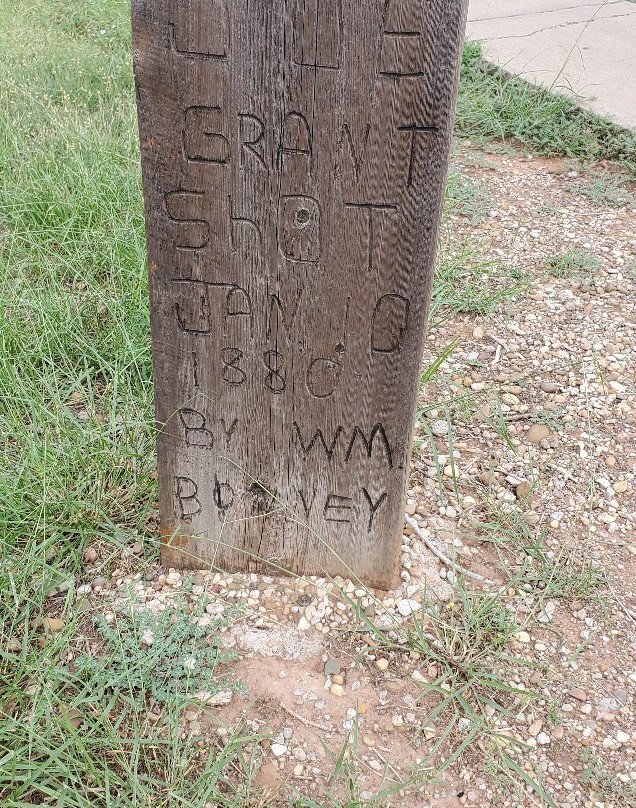 GRANT
ShOT
JAN. 10
1880
BY WM.
BONNEY